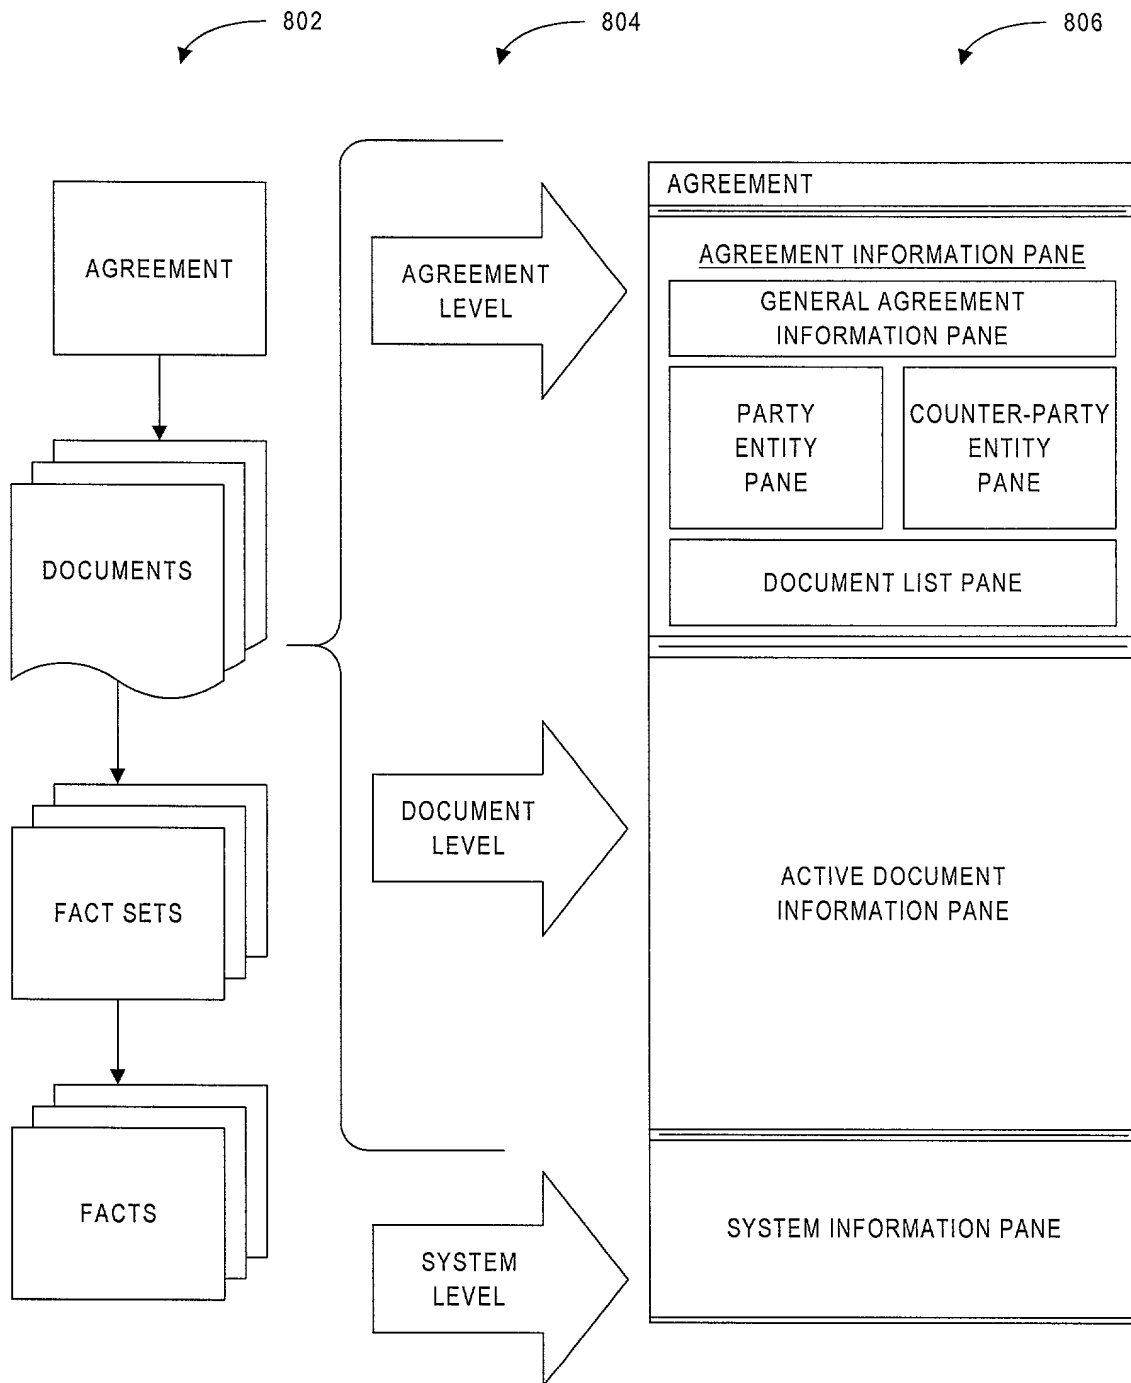 802
804
806
AGREEMENT
DOCUMENTS
FACT SETS
FACTS
AGREEMENT
LEVEL
DOCUMENT
LEVEL
SYSTEM
LEVEL
AGREEMENT
AGREEMENT INFORMATION PANE
GENERAL AGREEMENT
INFORMATION PANE
PARTY
ENTITY
PANE
COUNTER-PARTY
ENTITY
PANE
DOCUMENT LIST PANE
ACTIVE DOCUMENT
INFORMATION PANE
SYSTEM INFORMATION PANE